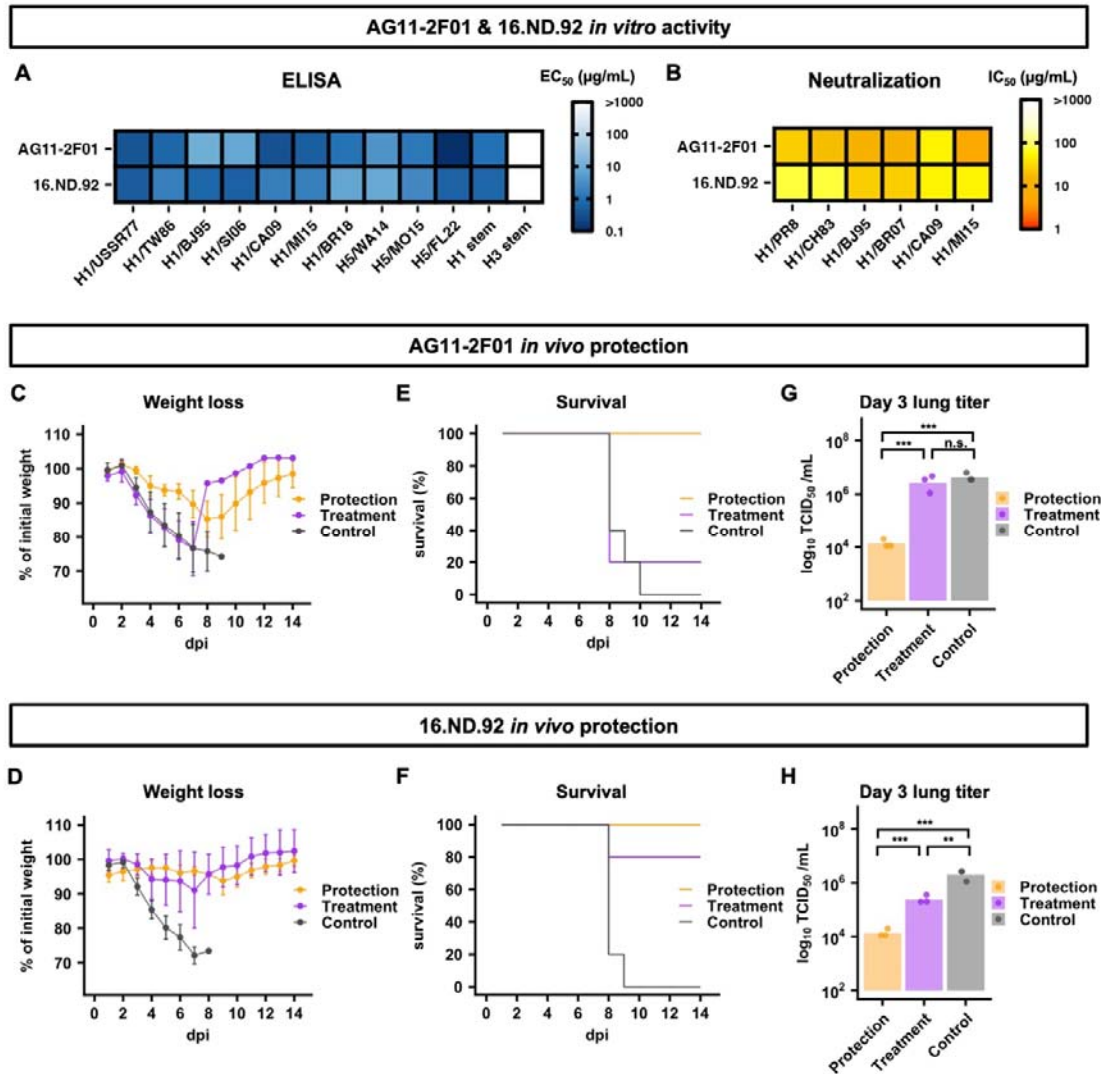 AG11-2F01 & 16.ND.92 in vitro activity
A
ELISA
EC50 (µg/mL)
>1000
100
10
1
0.1
AG11-2F01
16.ND.92
H1/USSR77
H1/TW86
H1/BJ95
H1/SI06
H1/CA09
H1/MI15
H1/BR18
H5/WA14
H5/MO15
H5/FL22
H1 stem
H3 stem
B
Neutralization
IC50 (µg/mL)
>1000
100
10
1
AG11-2F01
16.ND.92
H1/PR8
H1/CH83
H1/BJ95
H1/BR07
H1/CA09
H1/MI15
AG11-2F01 in vivo protection
C
Weight loss
% of initial weight
110
100
90
80
70
0 2 4 6 8 10 12 14
dpi
Protection
Treatment
Control
E
Survival
survival (%)
100
80
60
40
20
0
0 2 4 6 8 10 12 14
dpi
Protection
Treatment
Control
G
Day 3 lung titer
log10 TCID50 /mL
10^8
10^6
10^4
10^2
***
***
n.s.
Protection
Treatment
Control
Protection
Treatment
Control
16.ND.92 in vivo protection
D
Weight loss
% of initial weight
110
100
90
80
70
0 2 4 6 8 10 12 14
dpi
Protection
Treatment
Control
F
Survival
survival (%)
100
80
60
40
20
0
0 2 4 6 8 10 12 14
dpi
Protection
Treatment
Control
H
Day 3 lung titer
log10 TCID50 /mL
10^8
10^6
10^4
10^2
***
***
**
Protection
Treatment
Control
Protection
Treatment
Control